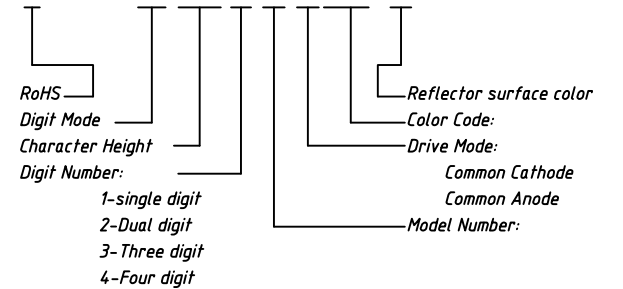 RoHS
Digit Mode
Character Height
Digit Number:
1-single digit
2-Dual digit
3-Three digit
4-Four digit
Reflector surface color
Color Code:
Drive Mode:
Common Cathode
Common Anode
Model Number: